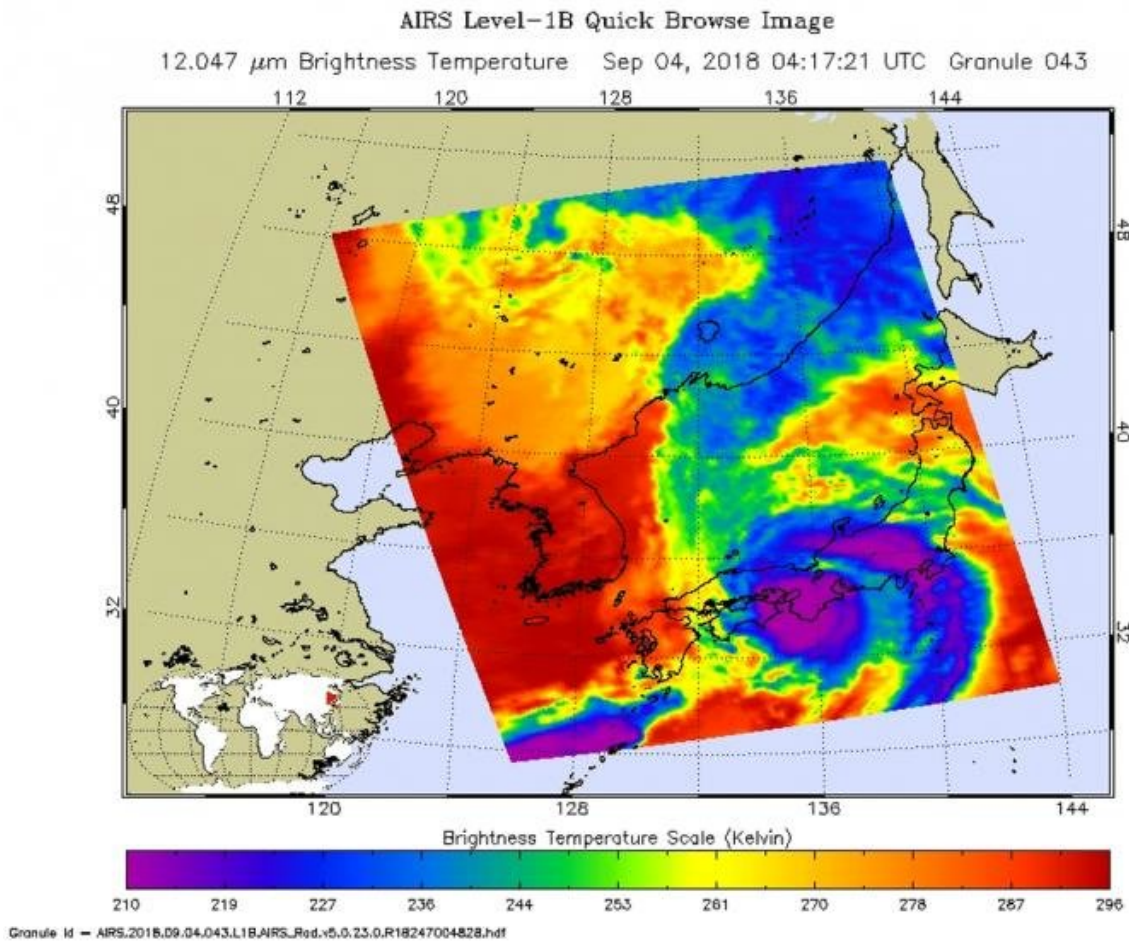 AIRS Level-1B Quick Browse Image
12.047 μm Brightness Temperature Sep 04, 2018 04:17:21 UTC Granule 043
112 120 128 136 144
48 48
40 40
32 32
120 128 136 144
Brightness Temperature Scale (Kelvin)
210 219 227 236 244 253 261 270 278 287 296
Granule Id = AIRS.2018.09.04.043.L1B.AIRS_Rad.v5.0.23.0.R18247004828.hdf